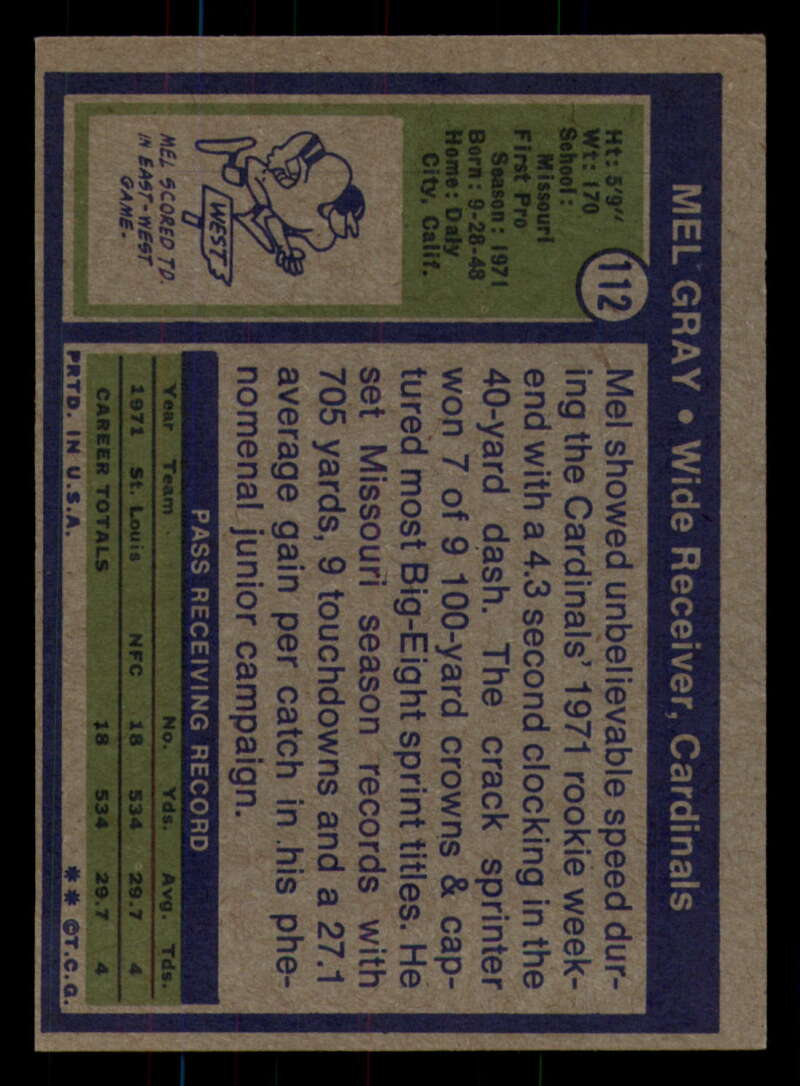 MEL GRAY • Wide Receiver, Cardinals
112
Ht: 5'9"
Wt: 170
School:
Missouri
First Pro
Season: 1971
Born: 9-28-48
Home: Daly
City, Calif.
WEST
MEL SCORED TD.
IN EAST-WEST
GAME.
Mel showed unbelievable speed dur-
ing the Cardinals' 1971 rookie week-
end with a 4.3 second clocking in the
40-yard dash. The crack sprinter
won 7 of 9 100-yard crowns & cap-
tured most Big-Eight sprint titles. He
set Missouri season records with
705 yards, 9 touchdowns and a 27.1
average gain per catch in his phe-
nomenal junior campaign.
PASS RECEIVING RECORD
Year Team No. Yds. Avg. Tds.
1971 St. Louis NFC 18 534 29.7 4
CAREER TOTALS 18 534 29.7 4
PRTD. IN U.S.A. ** ©T.C.G.